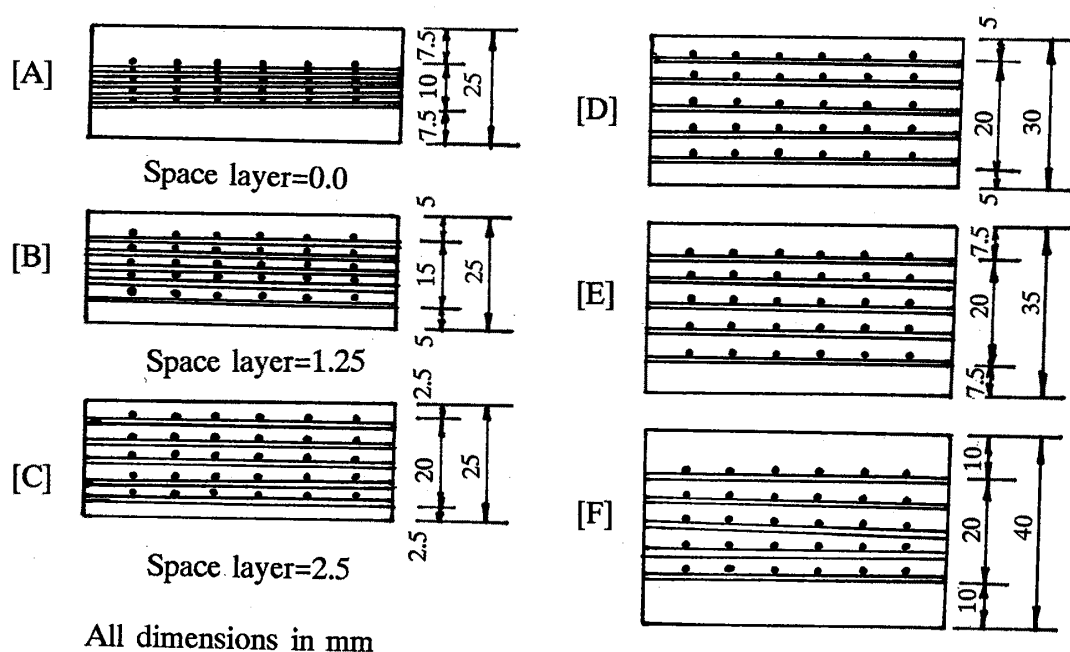 [A]
7.5
10
7.5
25
Space layer=0.0
[B]
5
15
5
25
Space layer=1.25
[C]
2.5
20
2.5
25
Space layer=2.5
All dimensions in mm
[D]
5
20
5
30
[E]
7.5
20
7.5
35
[F]
10
20
10
40